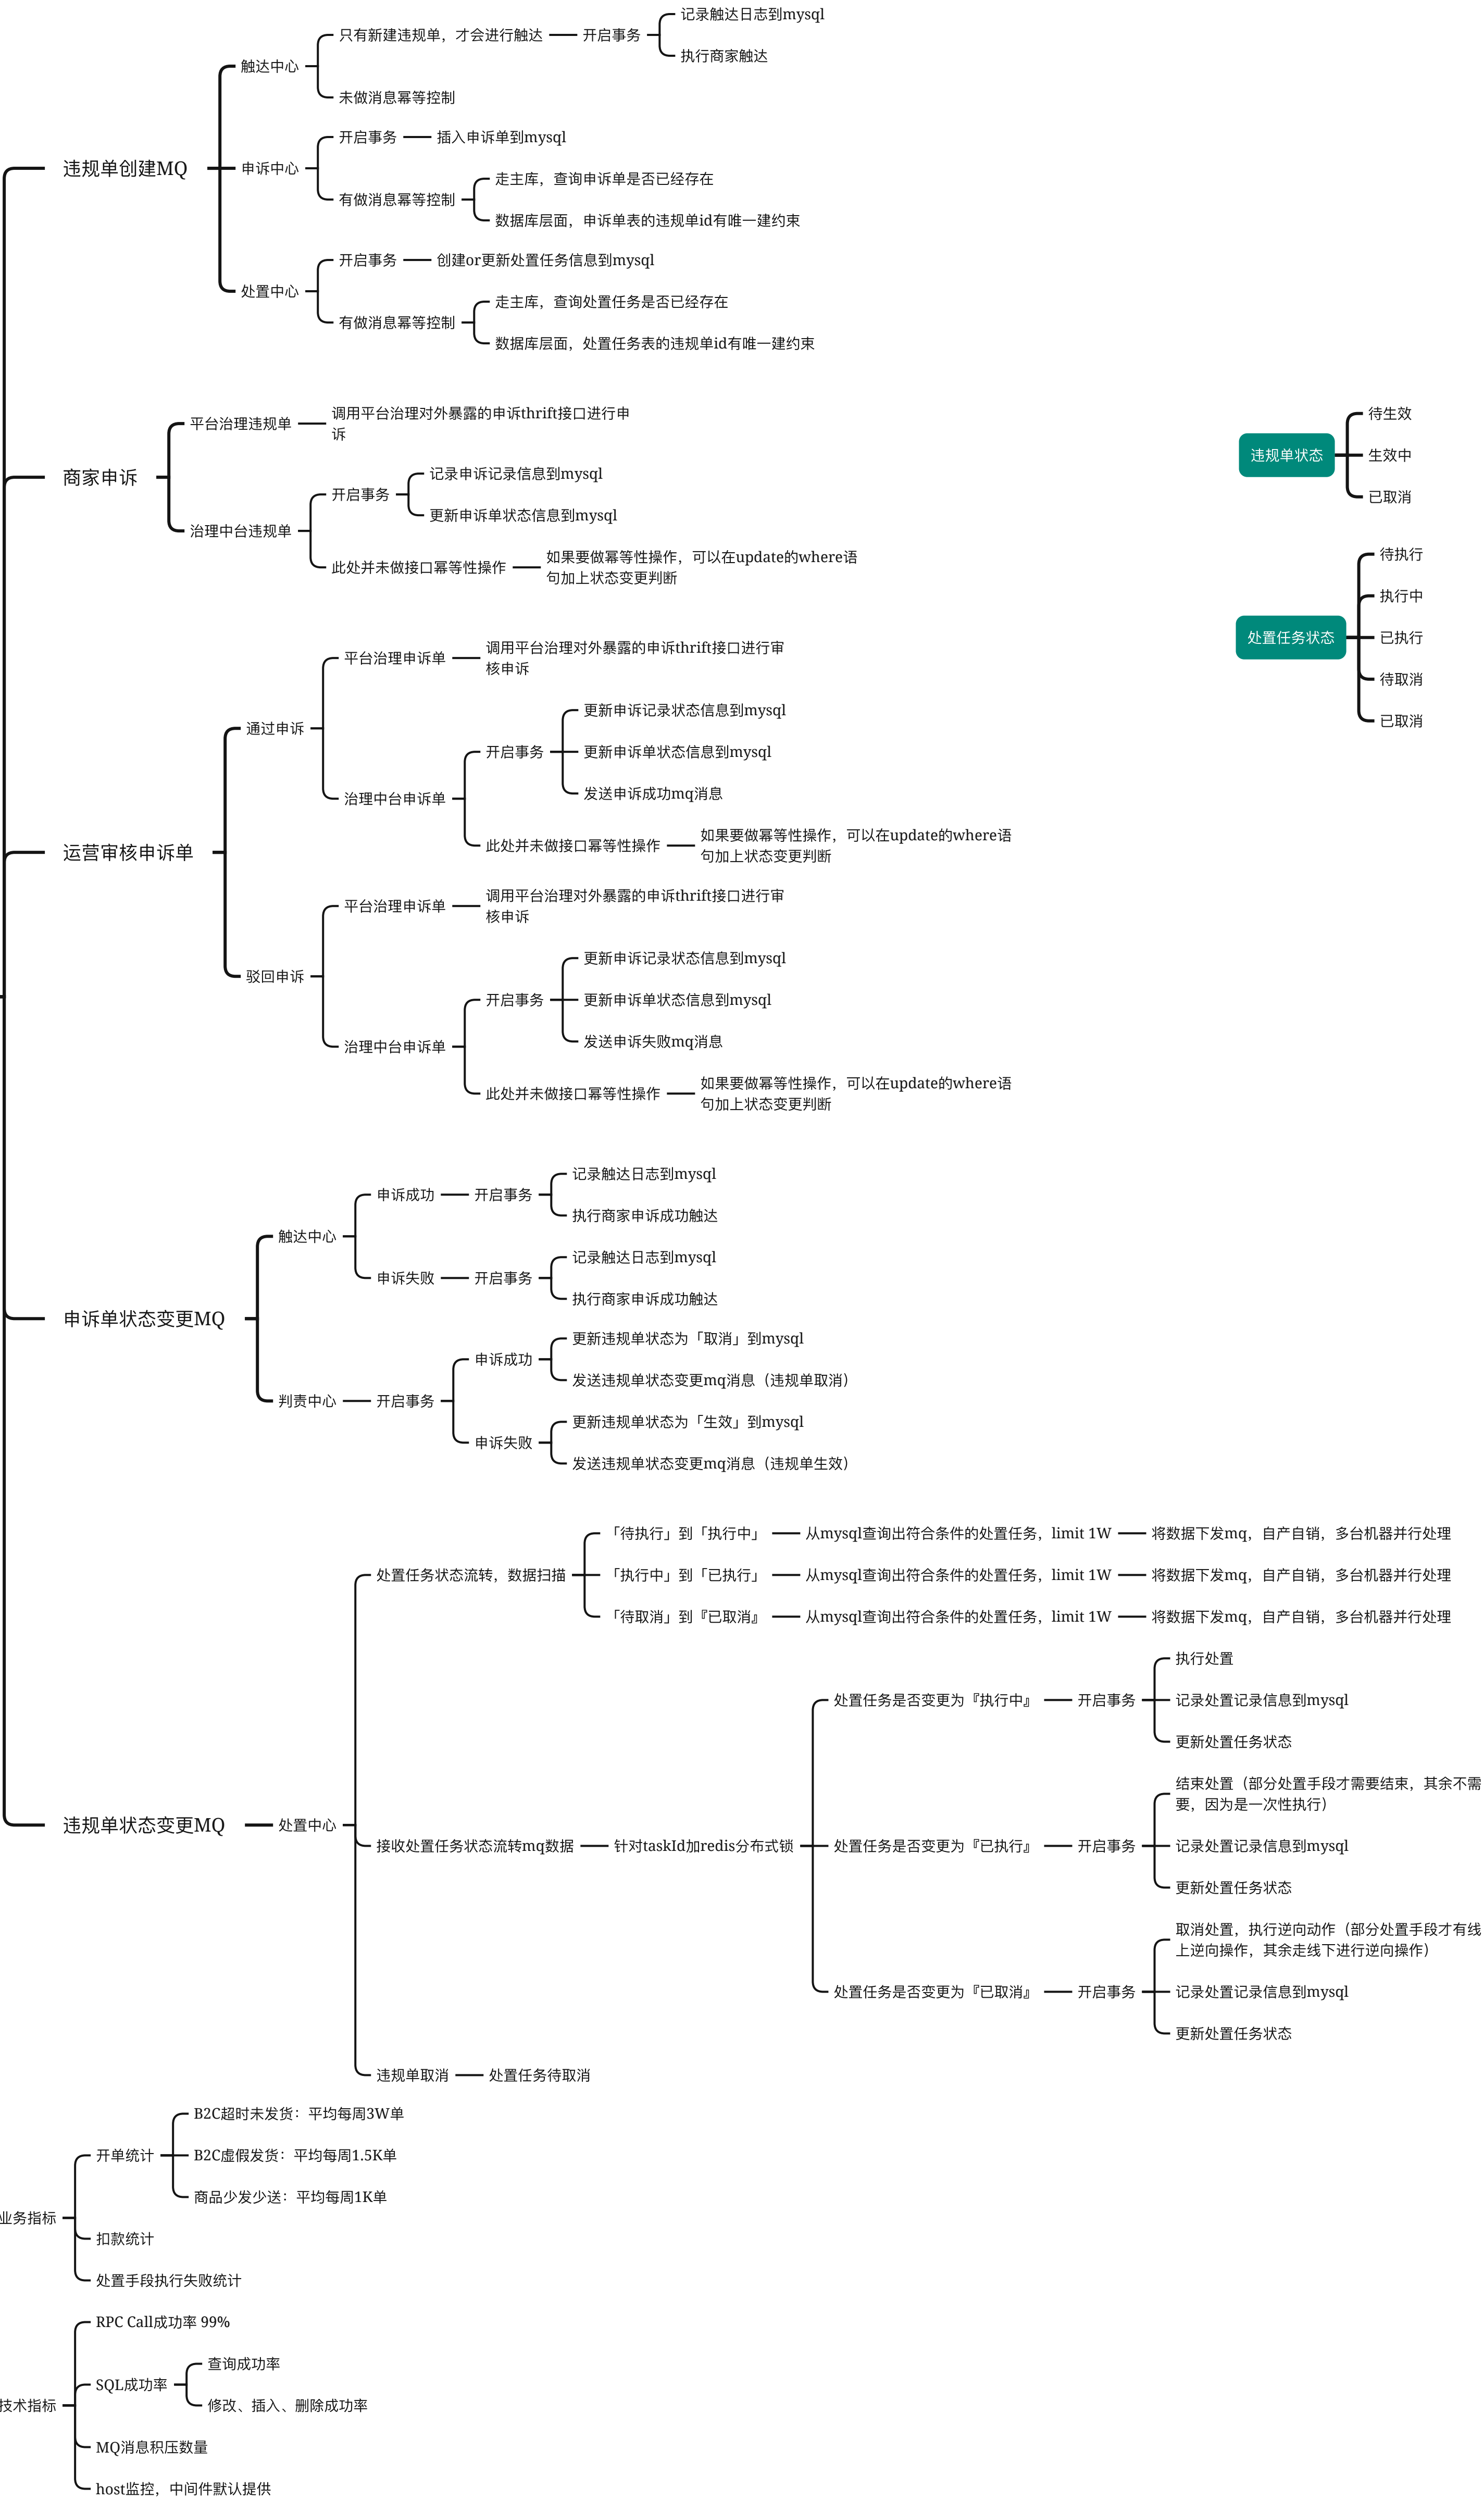 记录触达日志到mysql
只有新建违规单，才会进行触达
开启事务
执行商家触达
触达中心
未做消息幂等控制
开启事务
插入申诉单到mysql
违规单创建MQ
申诉中心
走主库，查询申诉单是否已经存在
有做消息幂等控制
数据库层面，申诉单表的违规单id有唯一建约束
开启事务
创建or更新处置任务信息到mysql
处置中心
走主库，查询处置任务是否已经存在
有做消息幂等控制
数据库层面，处置任务表的违规单id有唯一建约束
平台治理违规单
调用平台治理对外暴露的申诉thrift接口进行申
诉
商家申诉
记录申诉记录信息到mysql
开启事务
更新申诉单状态信息到mysql
治理中台违规单
此处并未做接口幂等性操作
如果要做幂等性操作，可以在update的where语
句加上状态变更判断
待生效
违规单状态
生效中
已取消
待执行
执行中
处置任务状态
已执行
待取消
已取消
平台治理申诉单
调用平台治理对外暴露的申诉thrift接口进行审
核申诉
通过申诉
更新申诉记录状态信息到mysql
开启事务
更新申诉单状态信息到mysql
发送申诉成功mq消息
治理中台申诉单
此处并未做接口幂等性操作
如果要做幂等性操作，可以在update的where语
句加上状态变更判断
运营审核申诉单
平台治理申诉单
调用平台治理对外暴露的申诉thrift接口进行审
核申诉
驳回申诉
更新申诉记录状态信息到mysql
开启事务
更新申诉单状态信息到mysql
发送申诉失败mq消息
治理中台申诉单
此处并未做接口幂等性操作
如果要做幂等性操作，可以在update的where语
句加上状态变更判断
记录触达日志到mysql
申诉成功
开启事务
执行商家申诉成功触达
触达中心
记录触达日志到mysql
申诉失败
开启事务
执行商家申诉成功触达
申诉单状态变更MQ
更新违规单状态为「取消」到mysql
申诉成功
发送违规单状态变更mq消息（违规单取消）
判责中心
开启事务
更新违规单状态为「生效」到mysql
申诉失败
发送违规单状态变更mq消息（违规单生效）
「待执行」到「执行中」
从mysql查询出符合条件的处置任务，limit 1W
将数据下发mq，自产自销，多台机器并行处理
处置任务状态流转，数据扫描
「执行中」到「已执行」
从mysql查询出符合条件的处置任务，limit 1W
将数据下发mq，自产自销，多台机器并行处理
「待取消」到『已取消』
从mysql查询出符合条件的处置任务，limit 1W
将数据下发mq，自产自销，多台机器并行处理
执行处置
处置任务是否变更为『执行中』
开启事务
记录处置记录信息到mysql
更新处置任务状态
结束处置（部分处置手段才需要结束，其余不需
要，因为是一次性执行）
违规单状态变更MQ
处置中心
接收处置任务状态流转mq数据
针对taskId加redis分布式锁
处置任务是否变更为『已执行』
开启事务
记录处置记录信息到mysql
更新处置任务状态
取消处置，执行逆向动作（部分处置手段才有线
上逆向操作，其余走线下进行逆向操作）
处置任务是否变更为『已取消』
开启事务
记录处置记录信息到mysql
更新处置任务状态
违规单取消
处置任务待取消
B2C超时未发货：平均每周3W单
开单统计
B2C虚假发货：平均每周1.5K单
商品少发少送：平均每周1K单
业务指标
扣款统计
处置手段执行失败统计
RPC Call成功率 99%
查询成功率
SQL成功率
修改、插入、删除成功率
技术指标
MQ消息积压数量
host监控，中间件默认提供